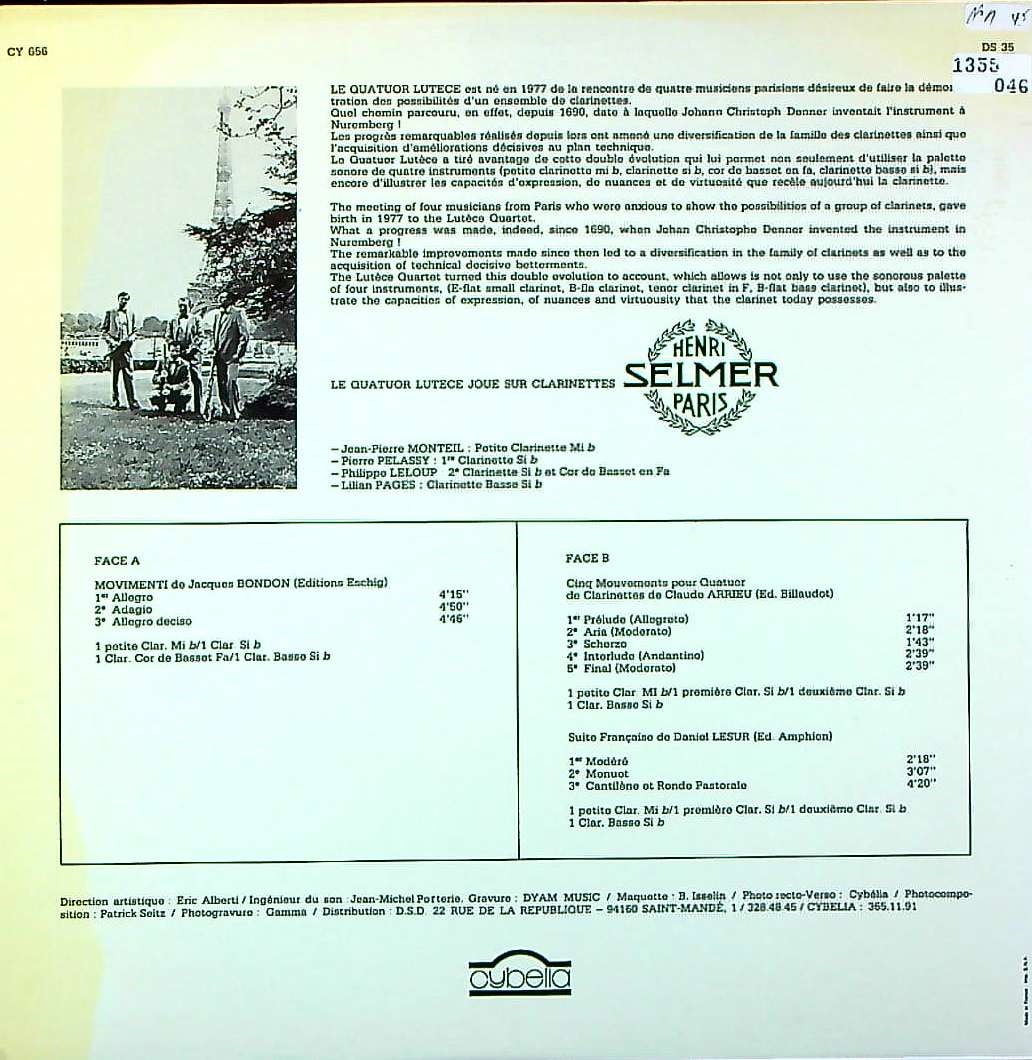 CY 656
N°1 45
DS 35
1355
046
LE QUATUOR LUTECE est né en 1977 de la rencontre de quatre musiciens parisiens désireux de faire la démons
tration des possibilités d'un ensemble de clarinettes.
Quel chemin parcouru, en effet, depuis 1690, date à laquelle Johann Christoph Denner inventait l'instrument à
Nuremberg !
Les progrès remarquables réalisés depuis lors ont amené une diversification de la famille des clarinettes ainsi que
l'acquisition d'améliorations décisives au plan technique.
Le Quatuor Lutèce a tiré avantage de cette double évolution qui lui permet non seulement d'utiliser la palette
sonore de quatre instruments (petite clarinette mi b, clarinette si b, cor de basset en fa, clarinette basse si b), mais
encore d'illustrer les capacités d'expression, de nuances et de virtuosité que recèle aujourd'hui la clarinette.
The meeting of four musicians from Paris who were anxious to show the possibilities of a group of clarinets, gave
birth in 1977 to the Lutèce Quartet.
What a progress was made, indeed, since 1690, when Johan Christophe Denner invented the instrument in
Nuremberg !
The remarkable improvements made since then led to a diversification in the family of clarinets as well as to the
acquisition of technical decisive betterments.
The Lutèce Quartet turned this double evolution to account, which allows is not only to use the sonorous palette
of four instruments, (E-flat small clarinet, B-fla clarinet, tenor clarinet in F, B-flat bass clarinet), but also to illus-
trate the capacities of expression, of nuances and virtuousity that the clarinet today possesses.
LE QUATUOR LUTECE JOUE SUR CLARINETTES
HENRI
SELMER
PARIS
– Jean-Pierre MONTEIL : Petite Clarinette Mi b
– Pierre PELASSY : 1re Clarinette Si b
– Philippe LELOUP 2e Clarinette Si b et Cor de Basset en Fa
– Lilian PAGES : Clarinette Basse Si b
FACE A
MOVIMENTI de Jacques BONDON (Editions Eschig)
1er Allegro 4'15"
2e Adagio 4'50"
3e Allegro deciso 4'46"
1 petite Clar. Mi b/1 Clar Si b
1 Clar. Cor de Basset Fa/1 Clar. Basse Si b
FACE B
Cinq Mouvements pour Quatuor
de Clarinettes de Claude ARRIEU (Ed. Billaudot)
1er Prélude (Allegreto) 1'17"
2e Aria (Moderato) 2'18"
3e Scherzo 1'43"
4e Interlude (Andantino) 2'39"
5e Final (Moderato) 2'39"
1 petite Clar MI b/1 première Clar. Si b/1 deuxième Clar. Si b
1 Clar. Basse Si b
Suite Française de Daniel LESUR (Ed. Amphion)
1er Modéré 2'18"
2e Menuet 3'07"
3e Cantilène et Rondo Pastorale 4'20"
1 petite Clar. Mi b/1 première Clar. Si b/1 deuxième Clar. Si b
1 Clar. Basse Si b
Direction artistique : Eric Alberti / Ingénieur du son : Jean-Michel Porterie, Gravure : DYAM MUSIC / Maquette : B. Isselin / Photo recto-Verso : Cybélia / Photocompo-
sition : Patrick Seitz / Photogravure : Gamma / Distribution : D.S.D. 22 RUE DE LA REPUBLIQUE – 94160 SAINT-MANDÉ, 1 / 328.48.45 / CYBELIA : 365.11.91
cybelia
Made in France